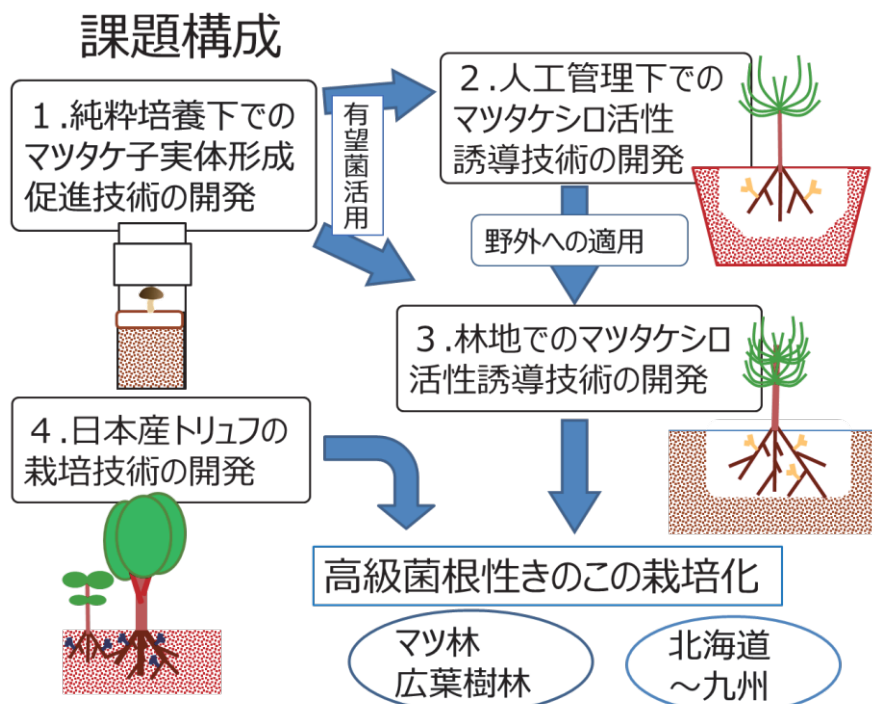 課題構成
1.純粋培養下での
マツタケ子実体形成
促進技術の開発
有望菌活用
2.人工管理下での
マツタケシロ活性
誘導技術の開発
野外への適用
3.林地でのマツタケシロ
活性誘導技術の開発
4.日本産トリュフの
栽培技術の開発
高級菌根性きのこの栽培化
マツ林
広葉樹林
北海道
～九州